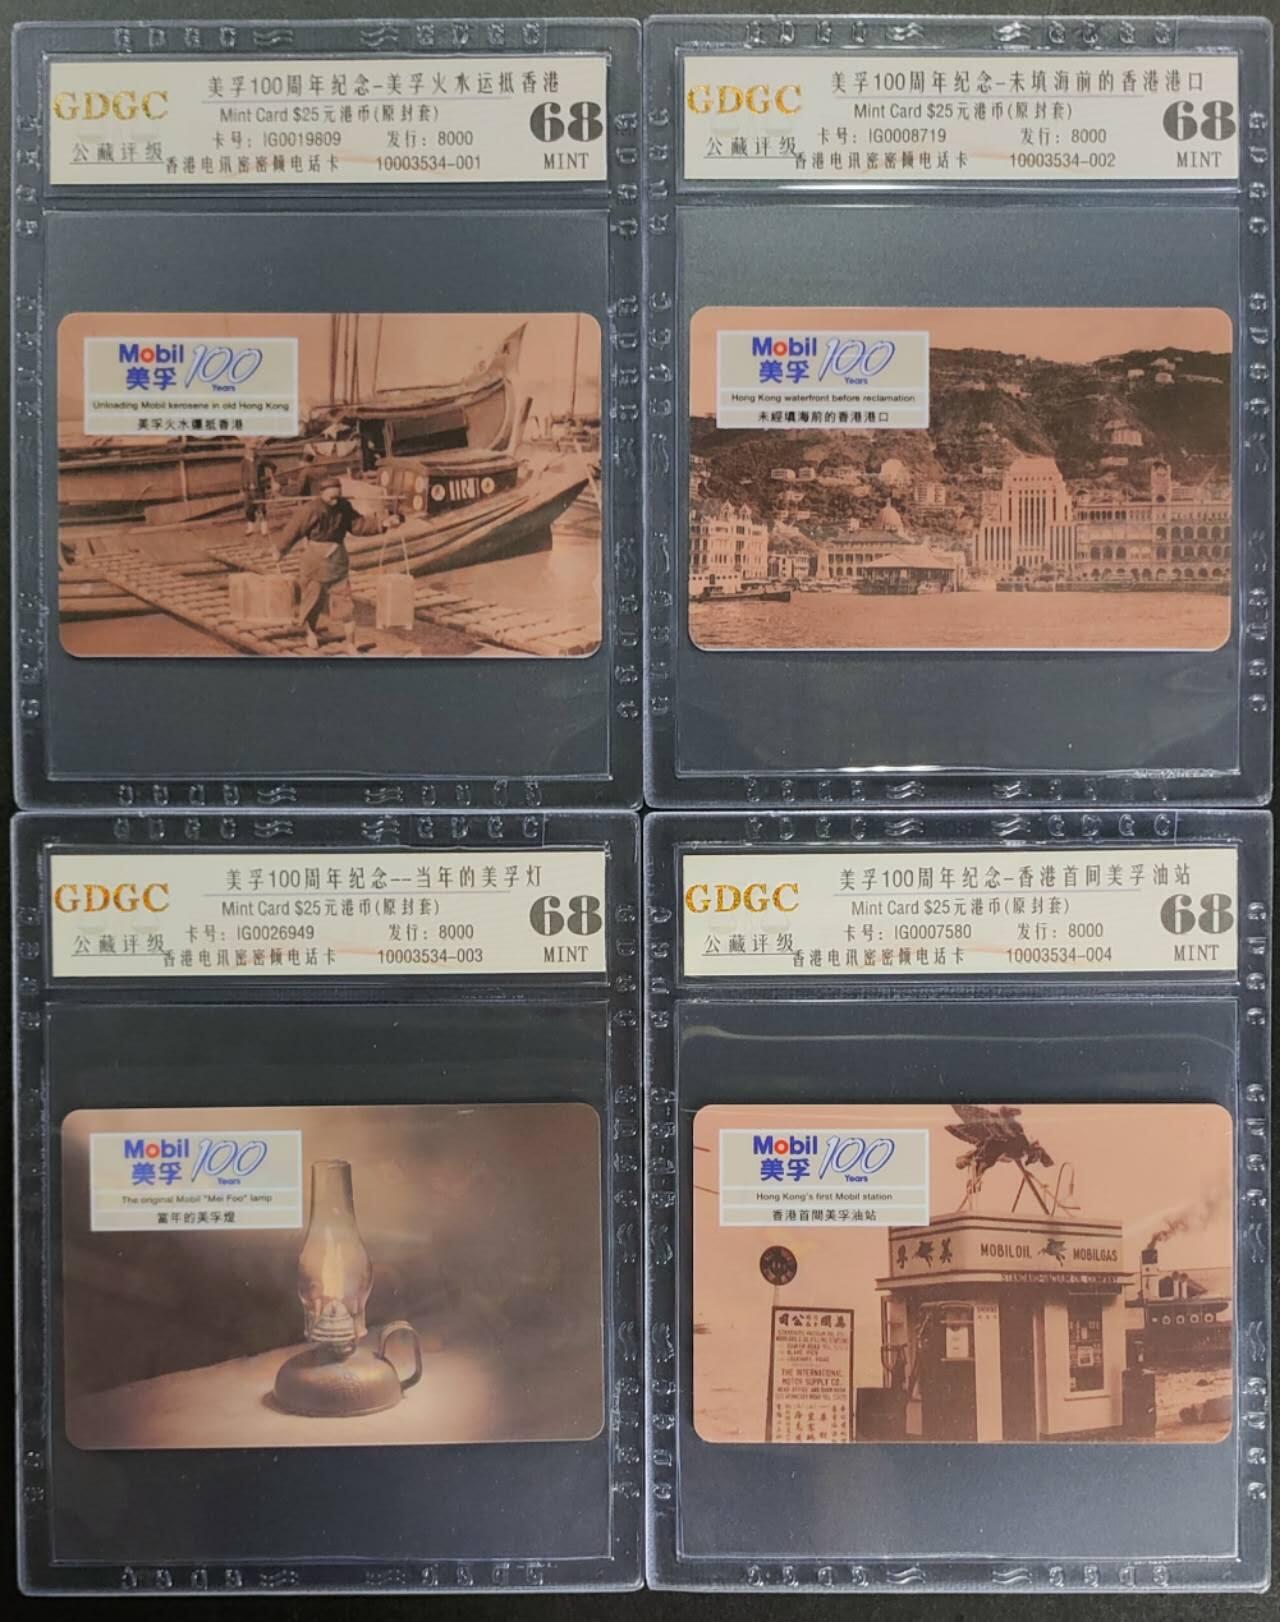 GDGC
公藏评级
美孚100周年纪念-美孚火水运抵香港
Mint Card $25元港币(原封套)
卡号: IG0019809 发行: 8000
香港电讯密密倾电话卡 10003534-001
68
MINT
Mobil
美孚
100
Years
Unloading Mobil kerosene in old Hong Kong
美孚火水運抵香港
GDGC
公藏评级
美孚100周年纪念-未填海前的香港港口
Mint Card $25元港币(原封套)
卡号: IG0008719 发行: 8000
香港电讯密密倾电话卡 10003534-002
68
MINT
Mobil
美孚
100
Years
Hong Kong waterfront before reclamation
未經填海前的香港港口
GDGC
公藏评级
美孚100周年纪念--当年的美孚灯
Mint Card $25元港币(原封套)
卡号: IG0026949 发行: 8000
香港电讯密密倾电话卡 10003534-003
68
MINT
Mobil
美孚
100
Years
The original Mobil "Mei Foo" lamp
當年的美孚燈
GDGC
公藏评级
美孚100周年纪念-香港首间美孚油站
Mint Card $25元港币(原封套)
卡号: IG0007580 发行: 8000
香港电讯密密倾电话卡 10003534-004
68
MINT
Mobil
美孚
100
Years
Hong Kong's first Mobil station
香港首間美孚油站
孚 美 MOBILOIL MOBILGAS
STANDARD-VACUUM OIL COMPANY
THE INTERNATIONAL
MOTOR SUPPLY CO.